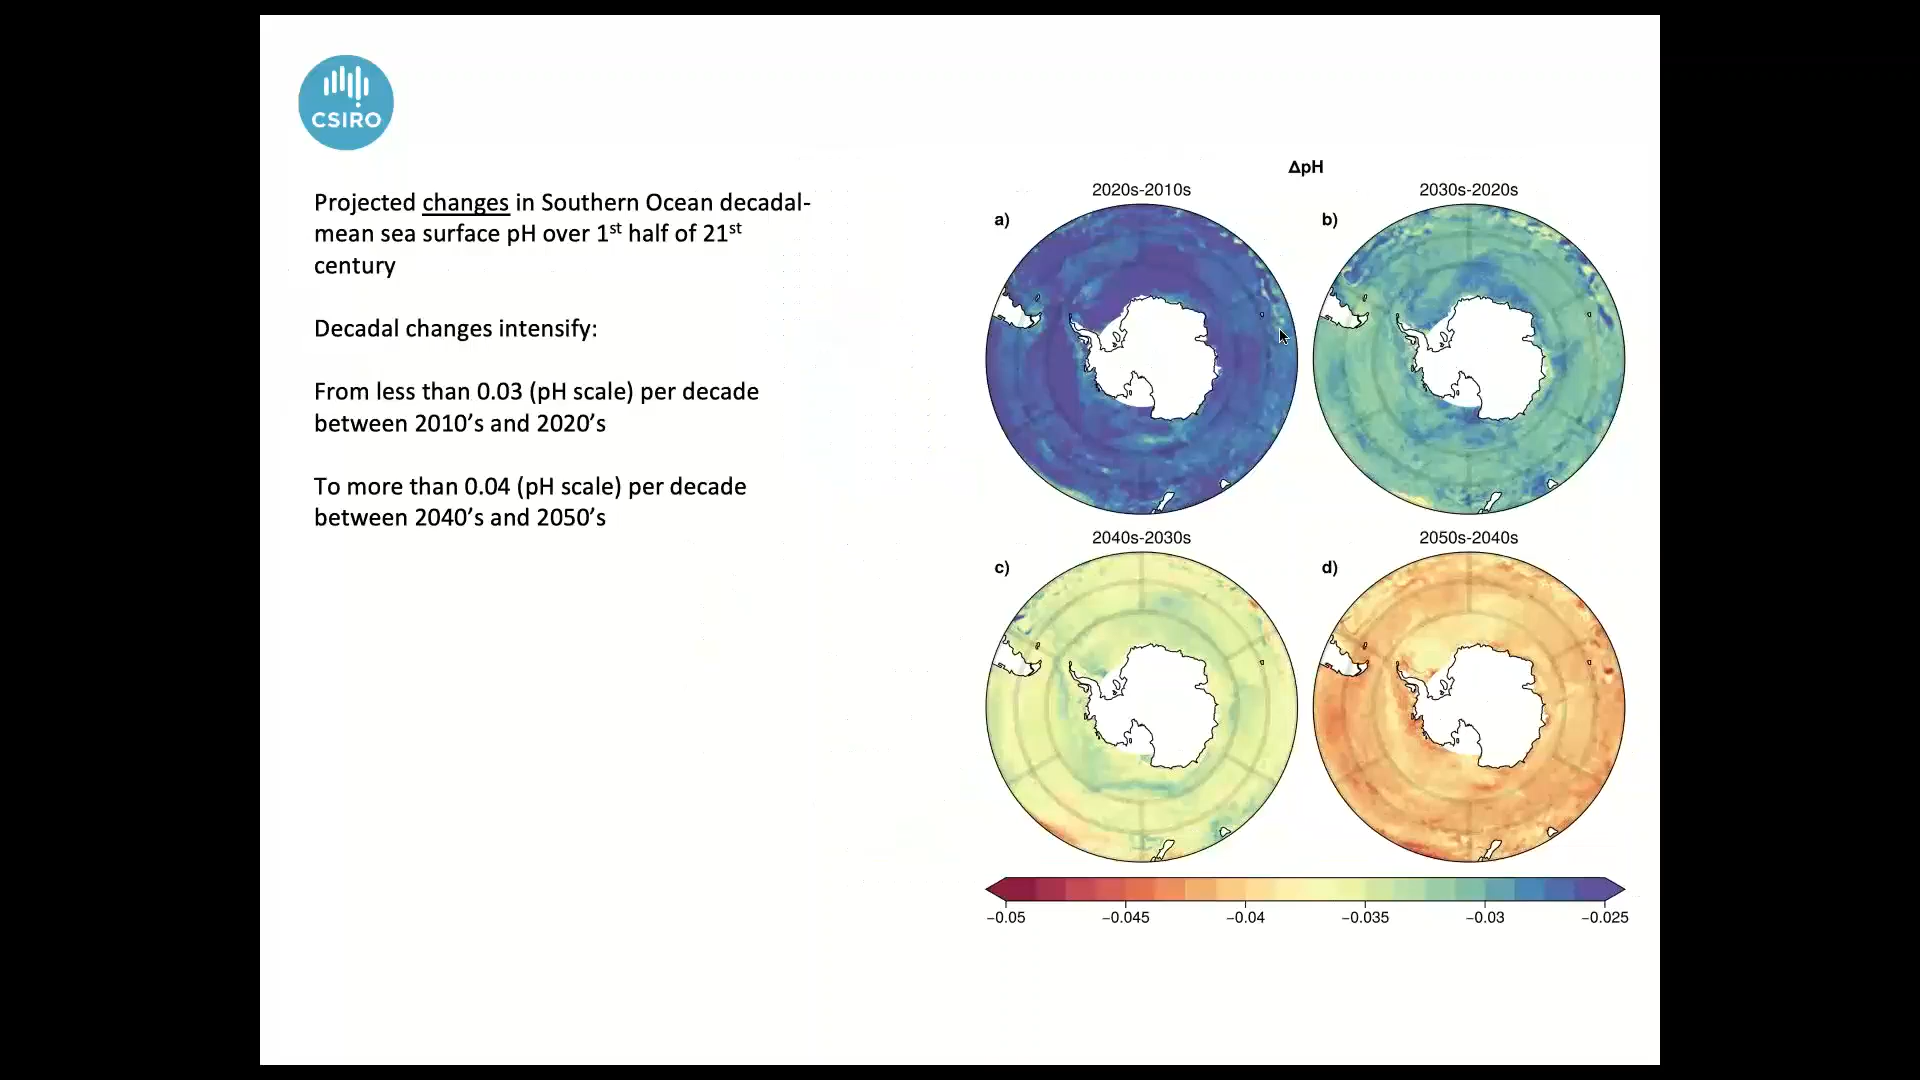 CSIRO
Projected changes in Southern Ocean decadal-
mean sea surface pH over 1st half of 21st
century
Decadal changes intensify:
From less than 0.03 (pH scale) per decade
between 2010’s and 2020’s
To more than 0.04 (pH scale) per decade
between 2040’s and 2050’s
ΔpH
2020s-2010s
2030s-2020s
a)
b)
2040s-2030s
2050s-2040s
c)
d)
−0.05 −0.045 −0.04 −0.035 −0.03 −0.025